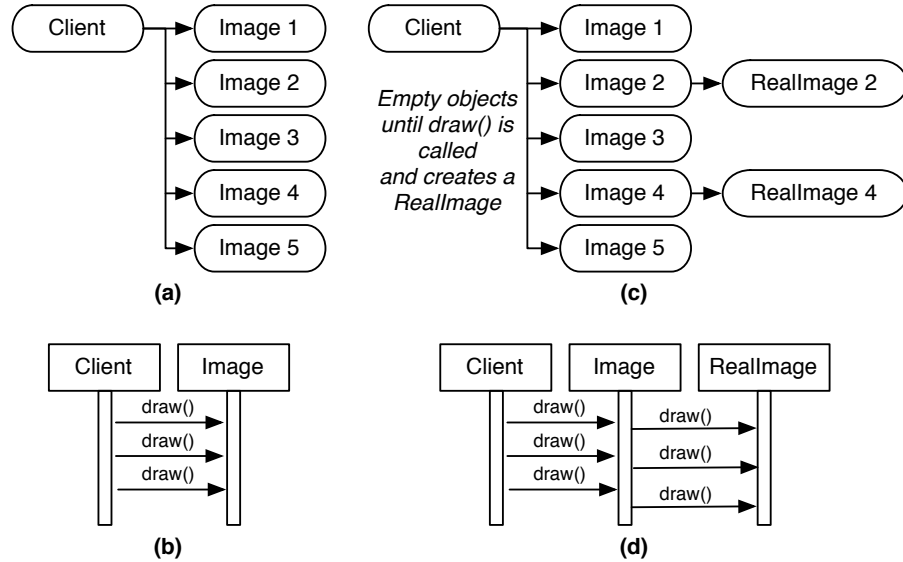 Client
Image 1
Image 2
Image 3
Image 4
Image 5
(a)
Client
Image 1
Image 2
RealImage 2
Empty objects
until draw() is
called
and creates a
RealImage
Image 3
Image 4
RealImage 4
Image 5
(c)
Client
Image
draw()
draw()
draw()
(b)
Client
Image
RealImage
draw()
draw()
draw()
draw()
draw()
draw()
(d)